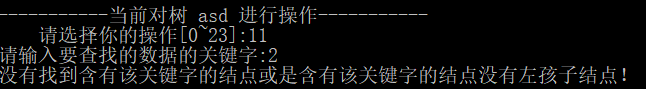 -----------当前对树 asd 进行操作-----------
请选择你的操作[0~23]:11
请输入要查找的数据的关键字:2
没有找到含有该关键字的结点或是含有该关键字的结点没有左孩子结点!